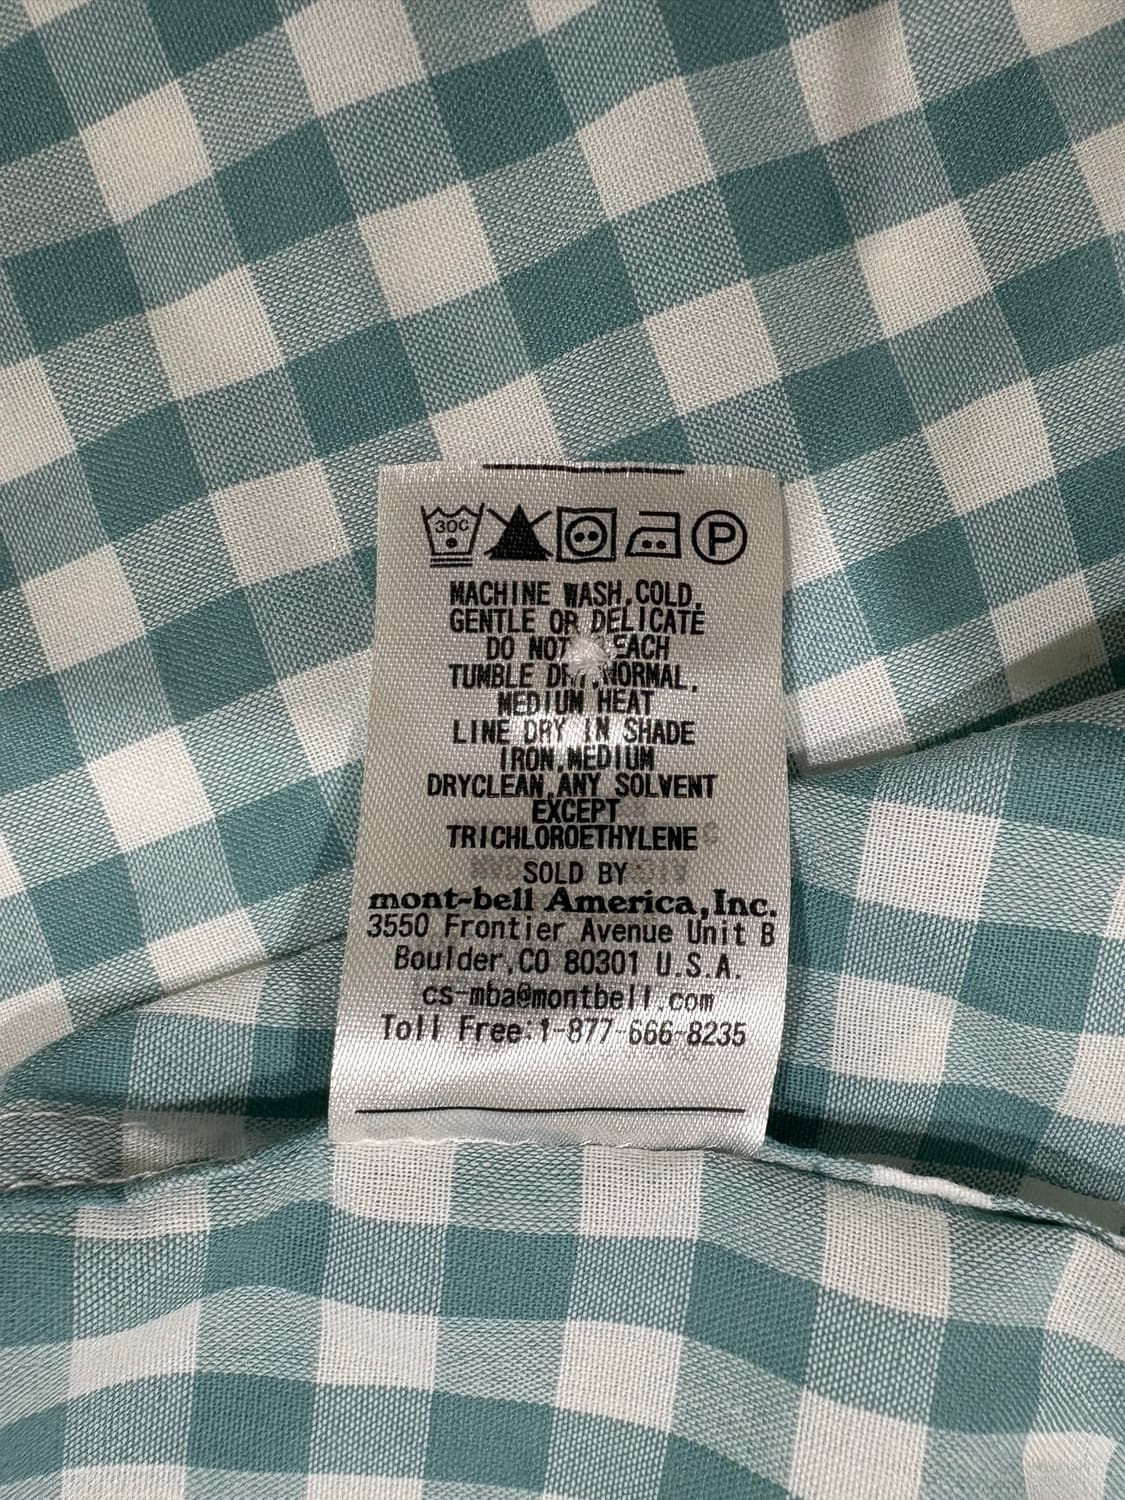 30C P
MACHINE WASH,COLD,
GENTLE OR DELICATE
DO NOT
TUMBLE DRY,NORMAL,
MEDIUM HEAT
LINE DRY IN SHADE
IRON,MEDIUM
DRYCLEAN,ANY SOLVENT
EXCEPT
TRICHLOROETHYLENE
SOLD BY
mont-bell America,Inc.
3550 Frontier Avenue Unit B
Boulder,CO 80301 U.S.A.
cs-mba@montbell.com
Toll Free:1-877-666-8235